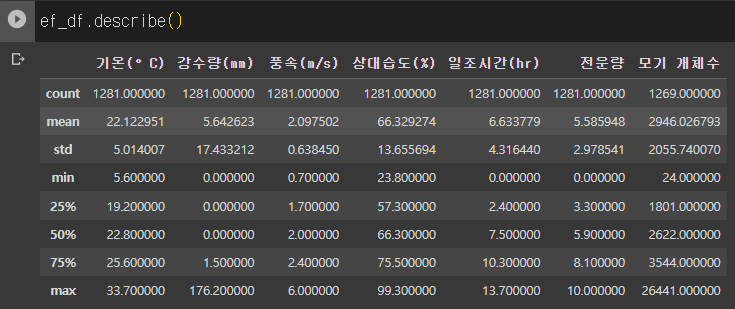 ef_df.describe()
기온(° C) 강수량(mm) 풍속(m/s) 상대습도(%) 일조시간(hr) 전운량 모기 개체수
count 1281.000000 1281.000000 1281.000000 1281.000000 1281.000000 1281.000000 1269.000000
mean 22.122951 5.642623 2.097502 66.329274 6.633779 5.585948 2946.026793
std 5.014007 17.433212 0.638450 13.655694 4.316440 2.978541 2055.740070
min 5.600000 0.000000 0.700000 23.800000 0.000000 0.000000 24.000000
25% 19.200000 0.000000 1.700000 57.300000 2.400000 3.300000 1801.000000
50% 22.800000 0.000000 2.000000 66.300000 7.500000 5.900000 2622.000000
75% 25.600000 1.500000 2.400000 75.500000 10.300000 8.100000 3544.000000
max 33.700000 176.200000 6.000000 99.300000 13.700000 10.000000 26441.000000